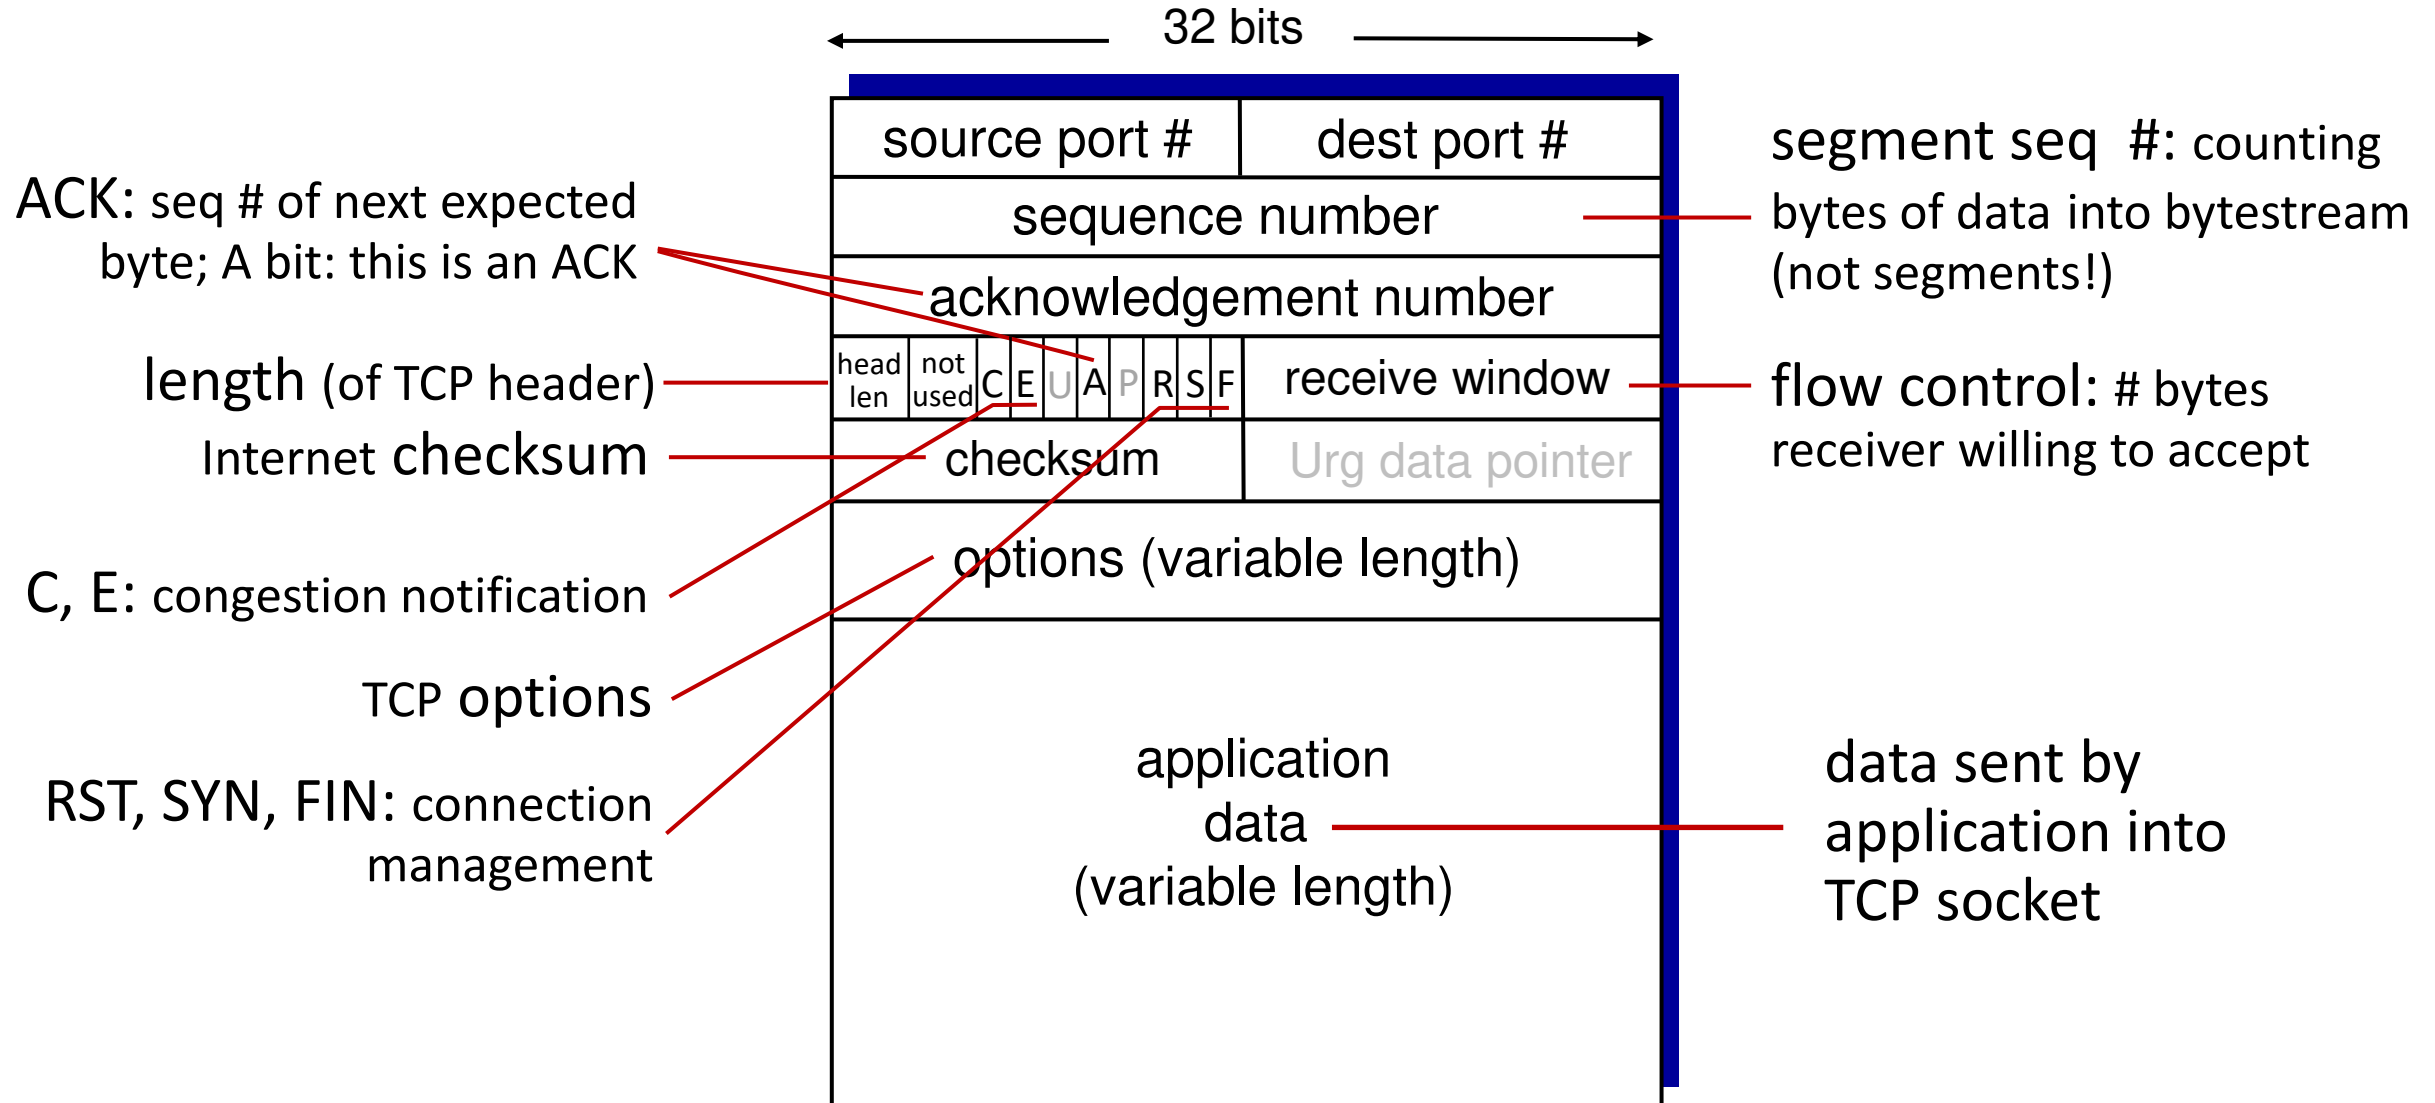 32 bits
source port #
dest port #
sequence number
acknowledgement number
head
len
not
used
C E U A P R S F
receive window
checksum
Urg data pointer
options (variable length)
application
data
(variable length)
ACK: seq # of next expected
byte; A bit: this is an ACK
length (of TCP header)
Internet checksum
C, E: congestion notification
TCP options
RST, SYN, FIN: connection
management
segment seq #: counting
bytes of data into bytestream
(not segments!)
flow control: # bytes
receiver willing to accept
data sent by
application into
TCP socket